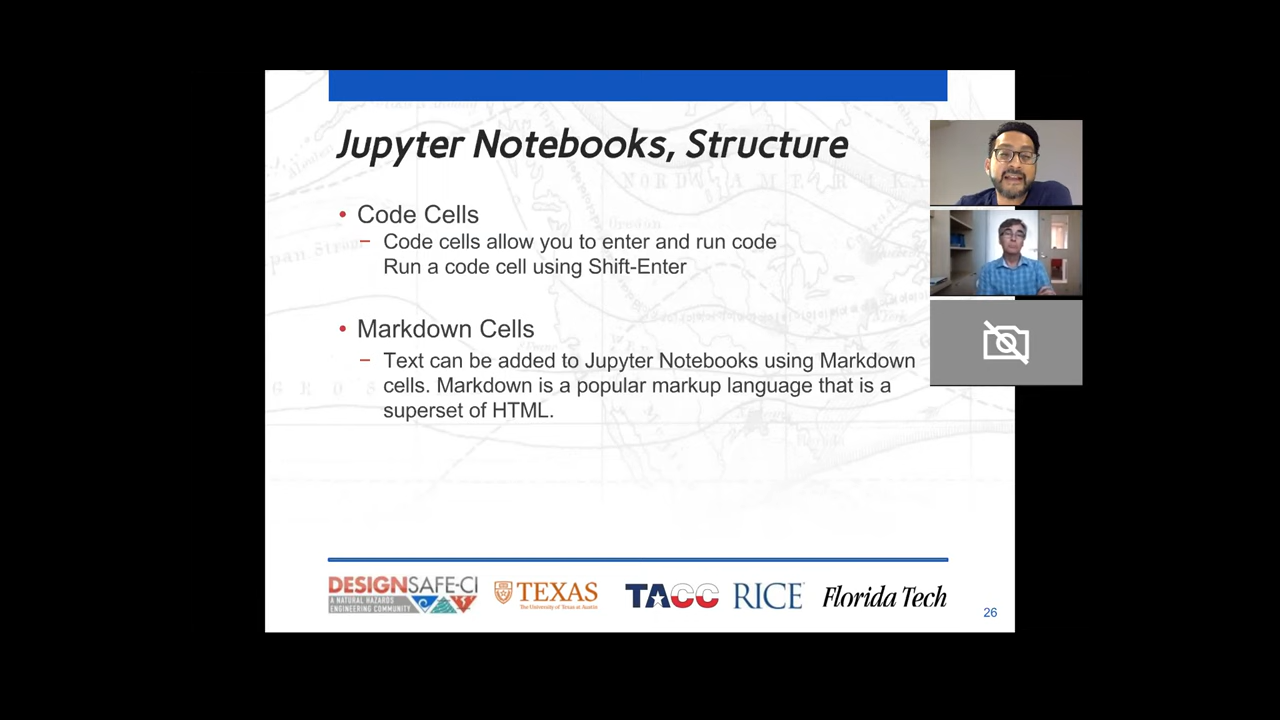 Jupyter Notebooks, Structure
• Code Cells
– Code cells allow you to enter and run code
Run a code cell using Shift-Enter
• Markdown Cells
– Text can be added to Jupyter Notebooks using Markdown
cells. Markdown is a popular markup language that is a
superset of HTML.
DESIGNSAFE-CI
A NATURAL HAZARDS
ENGINEERING COMMUNITY
TEXAS
The University of Texas at Austin
TACC
RICE
Florida Tech
26